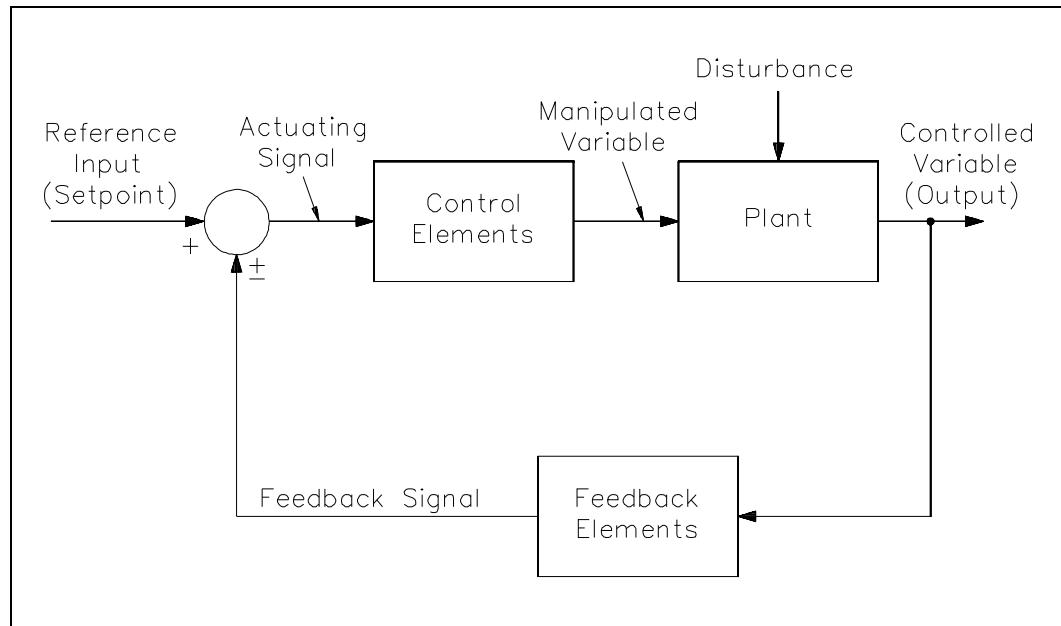 Disturbance
Reference
Input
(Setpoint)
Actuating
Signal
Manipulated
Variable
Controlled
Variable
(Output)
Control
Elements
Plant
+
±
Feedback Signal
Feedback
Elements